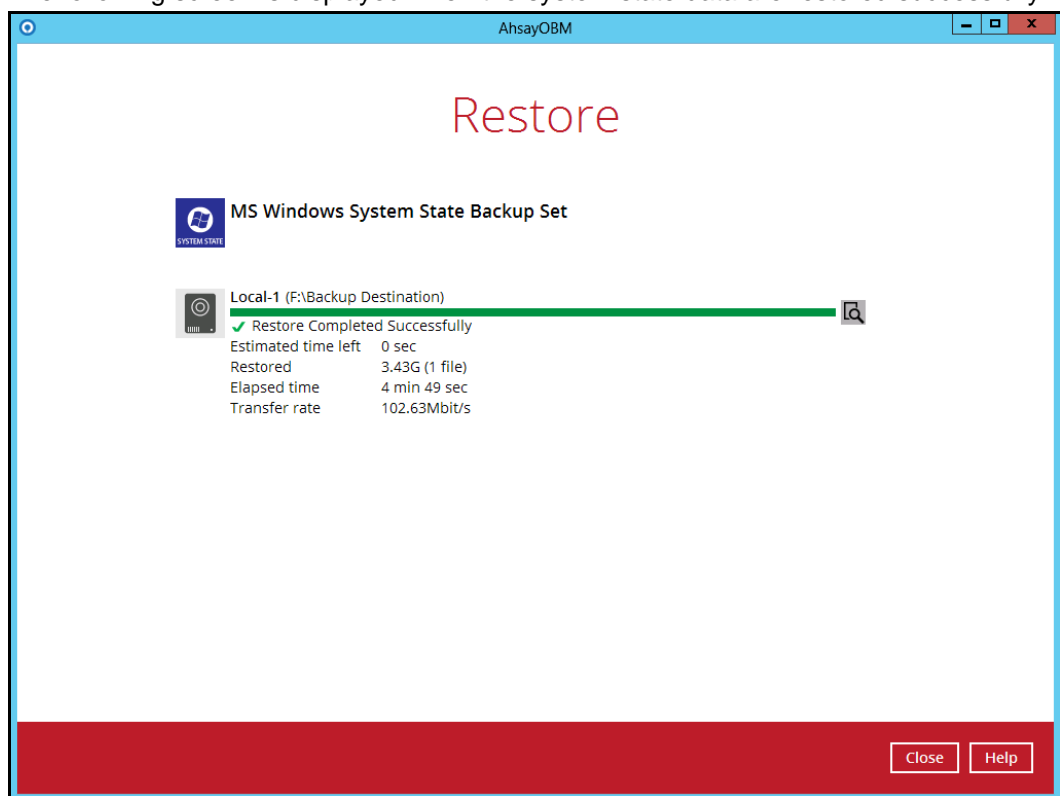 AhsayOBM
Restore
MS Windows System State Backup Set
SYSTEM STATE
Local-1 (F:\Backup Destination)
Restore Completed Successfully
Estimated time left 0 sec
Restored 3.43G (1 file)
Elapsed time 4 min 49 sec
Transfer rate 102.63Mbit/s
Close Help